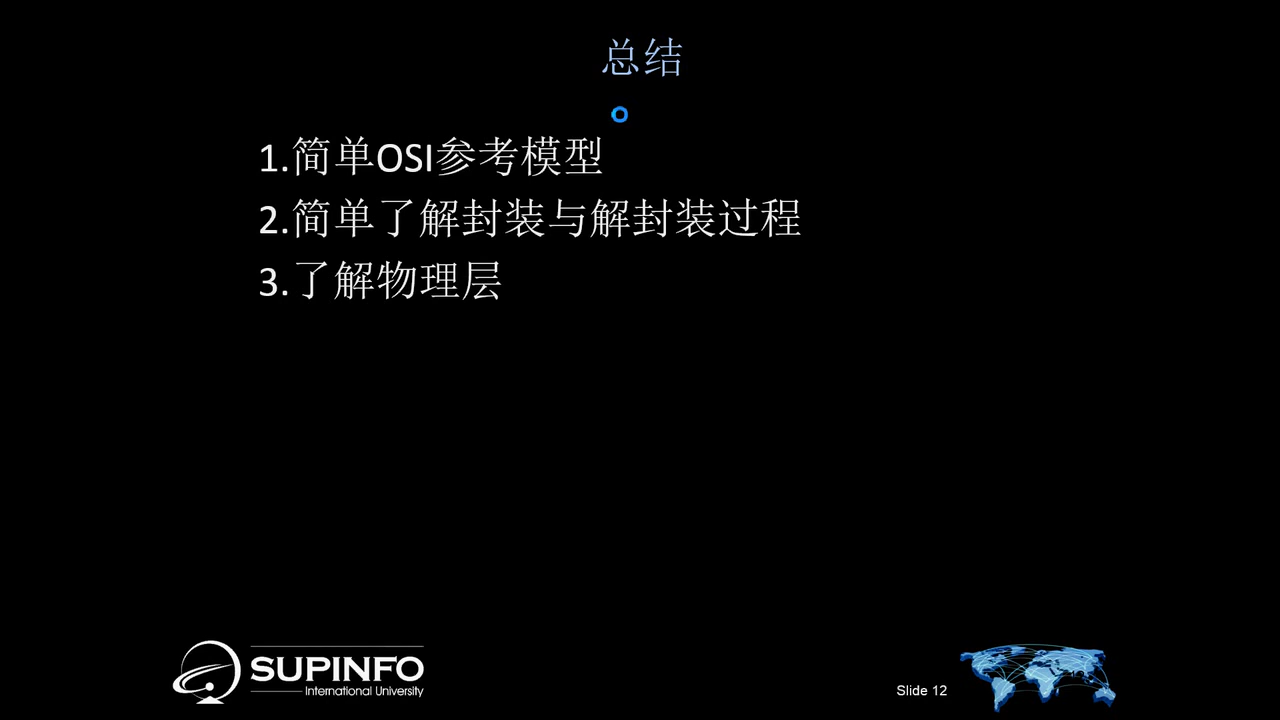 总结
1.简单OSI参考模型
2.简单了解封装与解封装过程
3.了解物理层
SUPINFO
International University
Slide 12